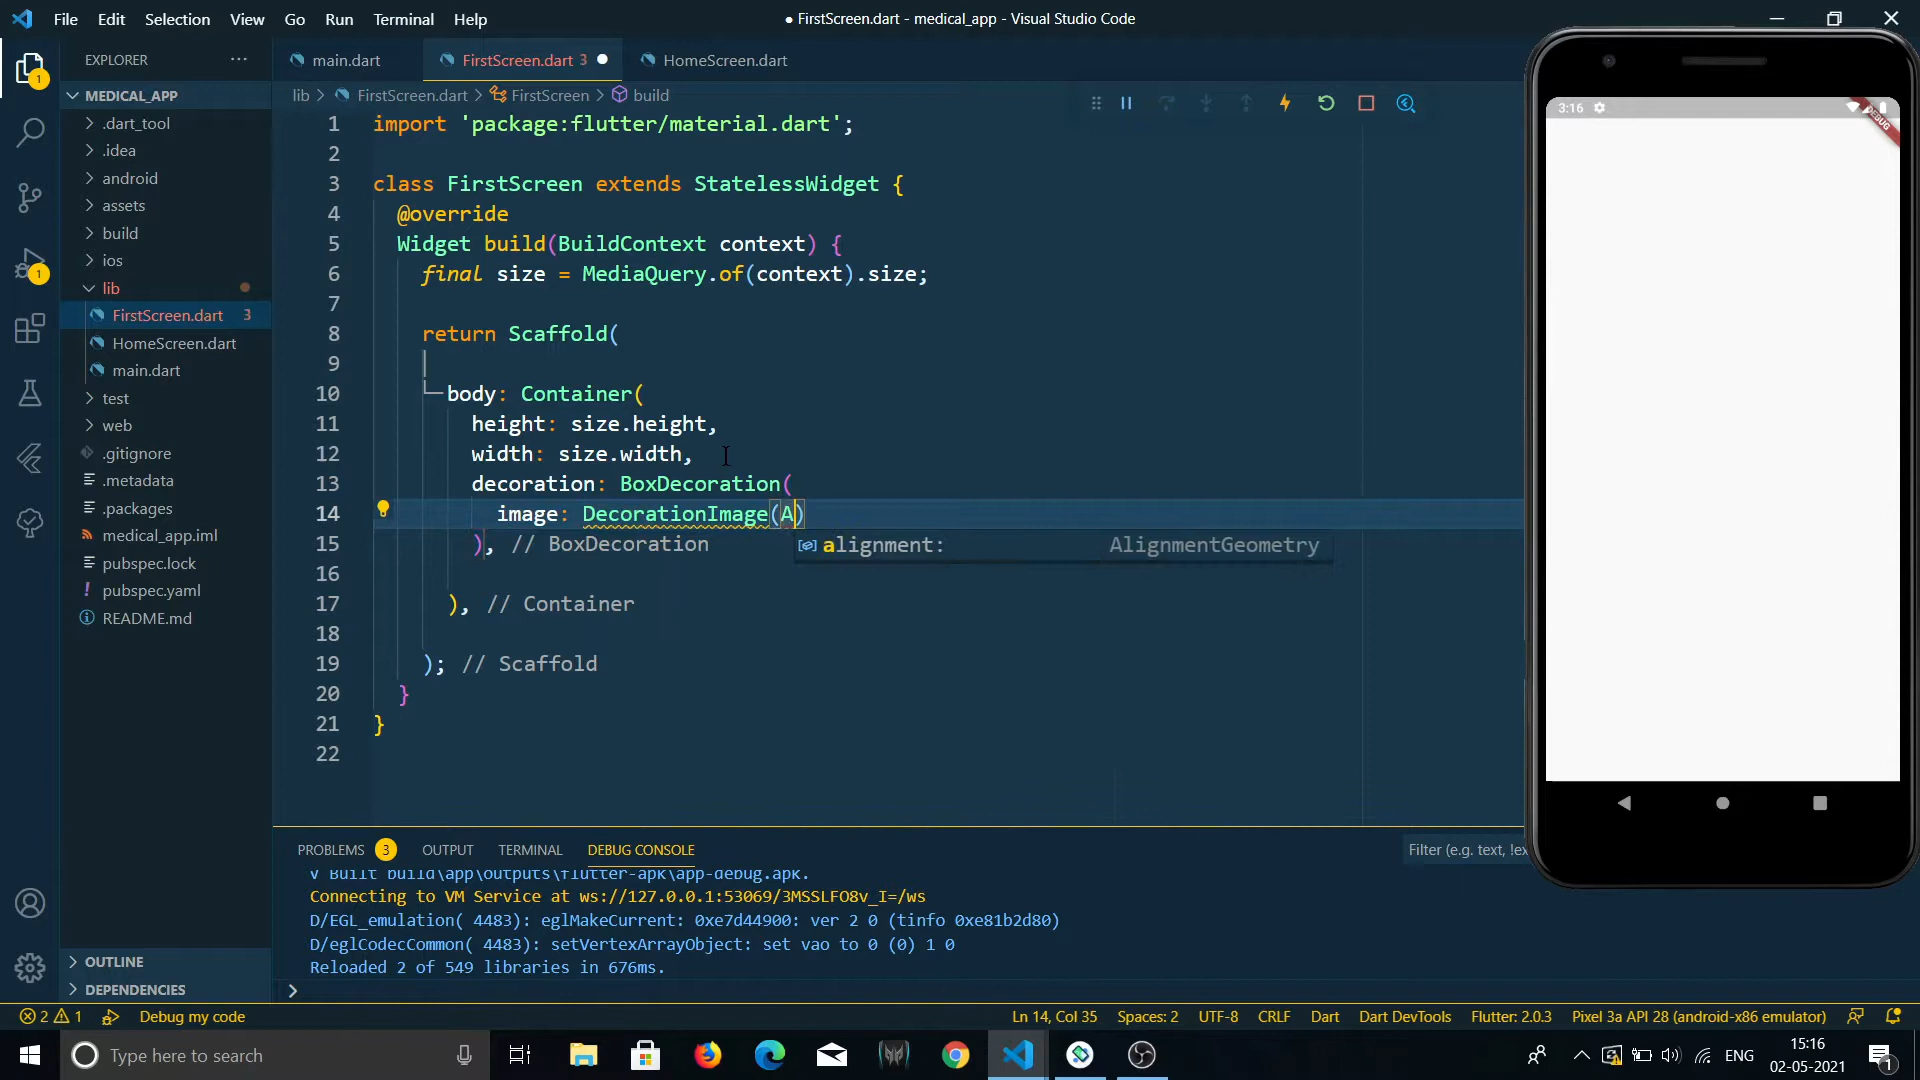 File Edit Selection View Go Run Terminal Help
● FirstScreen.dart - medical_app - Visual Studio Code
EXPLORER
MEDICAL_APP
.dart_tool
.idea
android
assets
build
ios
lib
FirstScreen.dart 3
HomeScreen.dart
main.dart
test
web
.gitignore
.metadata
.packages
medical_app.iml
pubspec.lock
pubspec.yaml
README.md
OUTLINE
DEPENDENCIES
1
1
main.dart
FirstScreen.dart 3
HomeScreen.dart
lib > FirstScreen.dart > FirstScreen > build
1 import 'package:flutter/material.dart';
2
3 class FirstScreen extends StatelessWidget {
4 @override
5 Widget build(BuildContext context) {
6 final size = MediaQuery.of(context).size;
7
8 return Scaffold(
9
10 body: Container(
11 height: size.height,
12 width: size.width,
13 decoration: BoxDecoration(
14 image: DecorationImage(A)
15 ), // BoxDecoration
16
17 ), // Container
18
19 ); // Scaffold
20 }
21 }
22
alignment: AlignmentGeometry
PROBLEMS 3 OUTPUT TERMINAL DEBUG CONSOLE
Filter (e.g. text, !ex
√ Built build\app\outputs\flutter-apk\app-debug.apk.
Connecting to VM Service at ws://127.0.0.1:53069/3MSSLFO8v_I=/ws
D/EGL_emulation( 4483): eglMakeCurrent: 0xe7d44900: ver 2 0 (tinfo 0xe81b2d80)
D/eglCodecCommon( 4483): setVertexArrayObject: set vao to 0 (0) 1 0
Reloaded 2 of 549 libraries in 676ms.
3:16
DEBUG
2 1 Debug my code
Ln 14, Col 35 Spaces: 2 UTF-8 CRLF Dart Dart DevTools Flutter: 2.0.3 Pixel 3a API 28 (android-x86 emulator)
Type here to search
ENG
15:16
02-05-2021
1